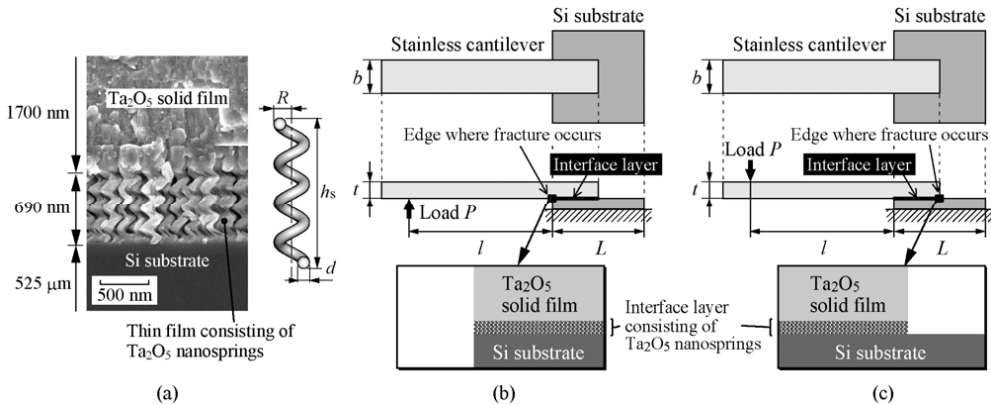 1700 nm
Ta2O5 solid film
690 nm
525 μm
Si substrate
500 nm
Thin film consisting of
Ta2O5 nanosprings
R
hs
d
(a)
Si substrate
Stainless cantilever
b
Edge where fracture occurs
Interface layer
t
Load P
l
L
Ta2O5
solid film
Si substrate
Interface layer
consisting of
Ta2O5 nanosprings
(b)
Si substrate
Stainless cantilever
b
Edge where fracture occurs
Load P
Interface layer
t
l
L
Ta2O5
solid film
Si substrate
(c)